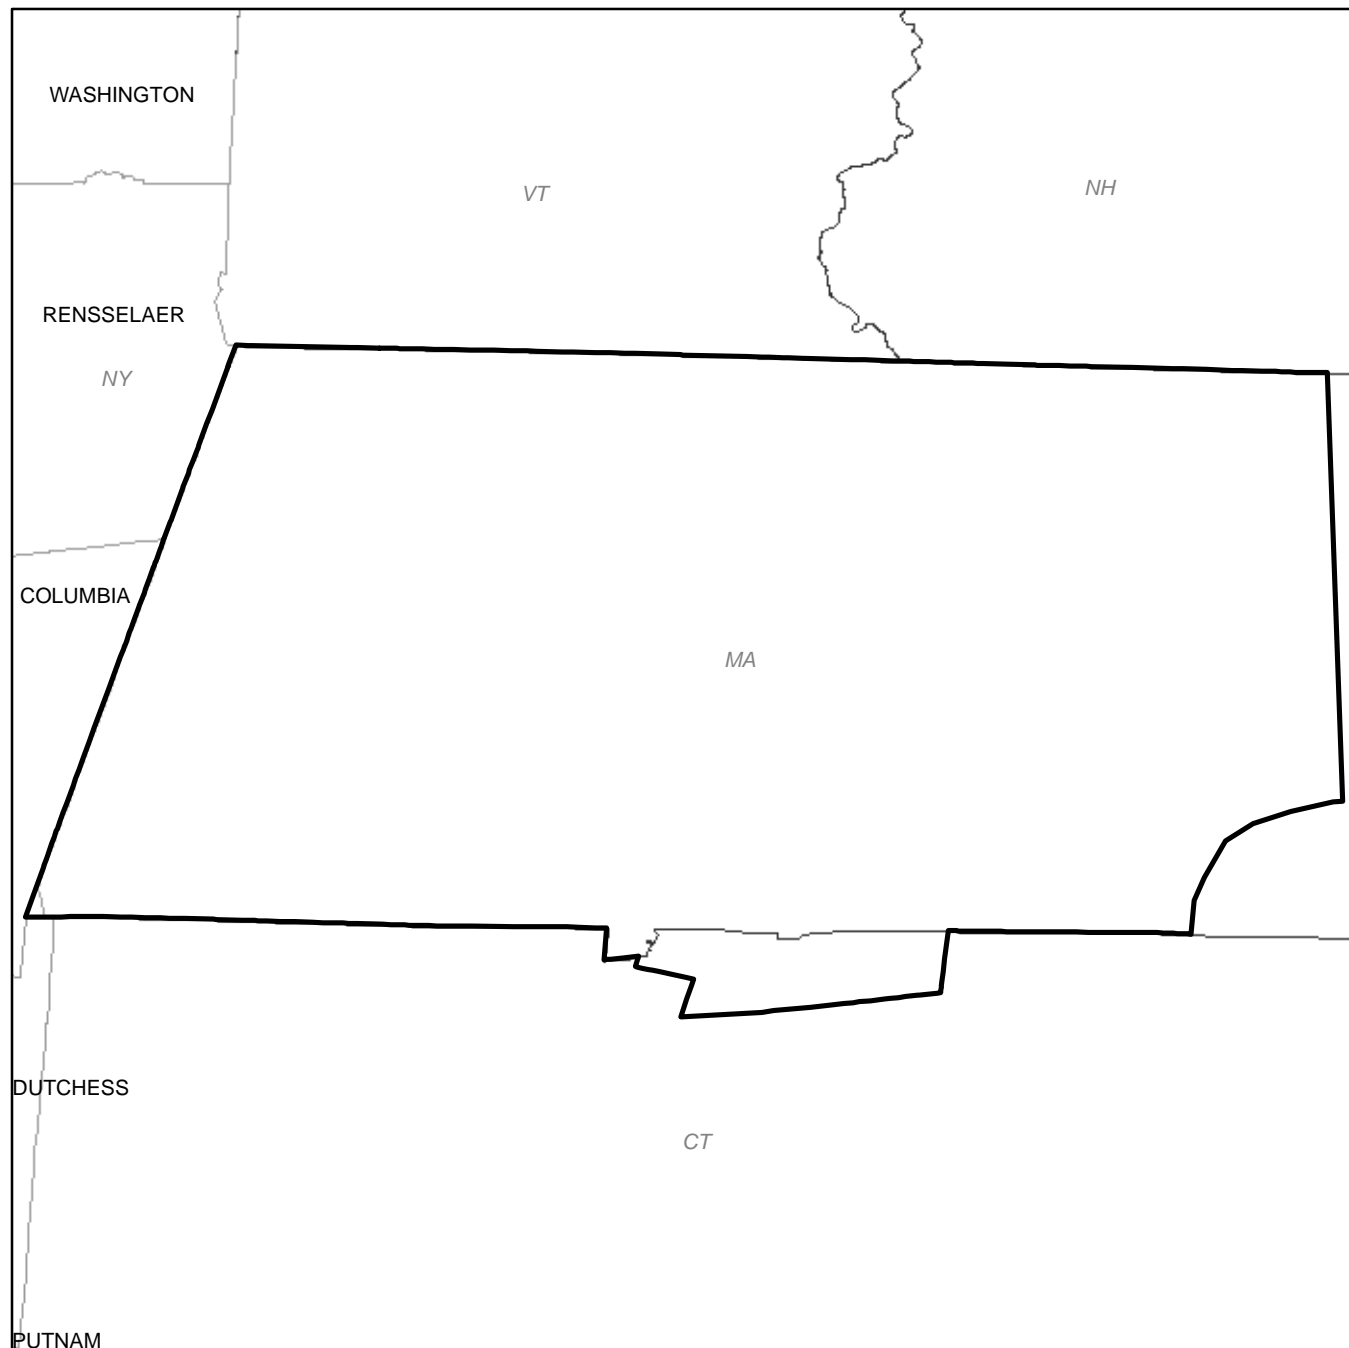 WASHINGTON
VT
NH
RENSSELAER
NY
COLUMBIA
MA
DUTCHESS
CT
PUTNAM